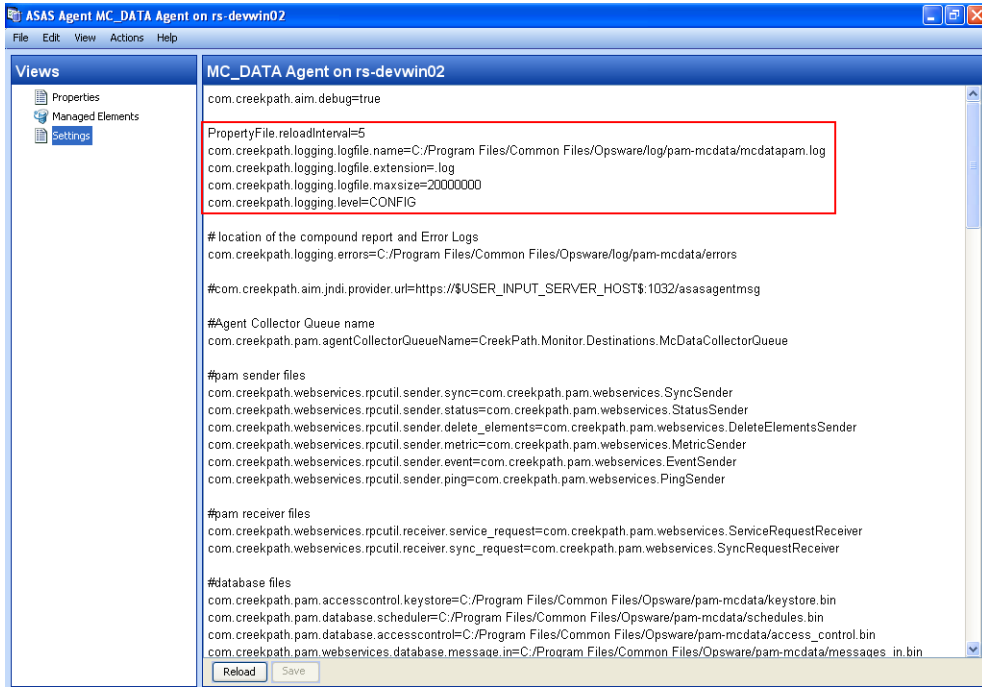 ASAS Agent MC_DATA Agent on rs-devwin02
File Edit View Actions Help
Views
Properties
Managed Elements
Settings
MC_DATA Agent on rs-devwin02
com.creekpath.aim.debug=true
PropertyFile.reloadInterval=5
com.creekpath.logging.logfile.name=C:/Program Files/Common Files/Opsware/log/pam-mcdata/mcdatapam.log
com.creekpath.logging.logfile.extension=.log
com.creekpath.logging.logfile.maxsize=20000000
com.creekpath.logging.level=CONFIG
# location of the compound report and Error Logs
com.creekpath.logging.errors=C:/Program Files/Common Files/Opsware/log/pam-mcdata/errors
#com.creekpath.aim.jndi.provider.url=https://$USER_INPUT_SERVER_HOST$:1032/asasagentmsg
#Agent Collector Queue name
com.creekpath.pam.agentCollectorQueueName=CreekPath.Monitor.Destinations.McDataCollectorQueue
#pam sender files
com.creekpath.webservices.rpcutil.sender.sync=com.creekpath.pam.webservices.SyncSender
com.creekpath.webservices.rpcutil.sender.status=com.creekpath.pam.webservices.StatusSender
com.creekpath.webservices.rpcutil.sender.delete_elements=com.creekpath.pam.webservices.DeleteElementsSender
com.creekpath.webservices.rpcutil.sender.metric=com.creekpath.pam.webservices.MetricSender
com.creekpath.webservices.rpcutil.sender.event=com.creekpath.pam.webservices.EventSender
com.creekpath.webservices.rpcutil.sender.ping=com.creekpath.pam.webservices.PingSender
#pam receiver files
com.creekpath.webservices.rpcutil.receiver.service_request=com.creekpath.pam.webservices.ServiceRequestReceiver
com.creekpath.webservices.rpcutil.receiver.sync_request=com.creekpath.pam.webservices.SyncRequestReceiver
#database files
com.creekpath.pam.accesscontrol.keystore=C:/Program Files/Common Files/Opsware/pam-mcdata/keystore.bin
com.creekpath.pam.database.scheduler=C:/Program Files/Common Files/Opsware/pam-mcdata/schedules.bin
com.creekpath.pam.database.accesscontrol=C:/Program Files/Common Files/Opsware/pam-mcdata/access_control.bin
com.creekpath.pam.webservices.database.message.in=C:/Program Files/Common Files/Opsware/pam-mcdata/messages_in.bin
Reload Save